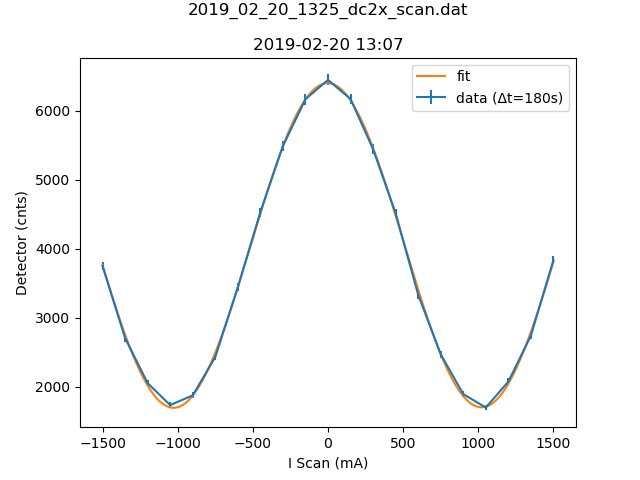 2019_02_20_1325_dc2x_scan.dat
2019-02-20 13:07
fit
data (Δt=180s)
6000
5000
4000
3000
2000
Detector (cnts)
−1500
−1000
−500
0
500
1000
1500
I Scan (mA)